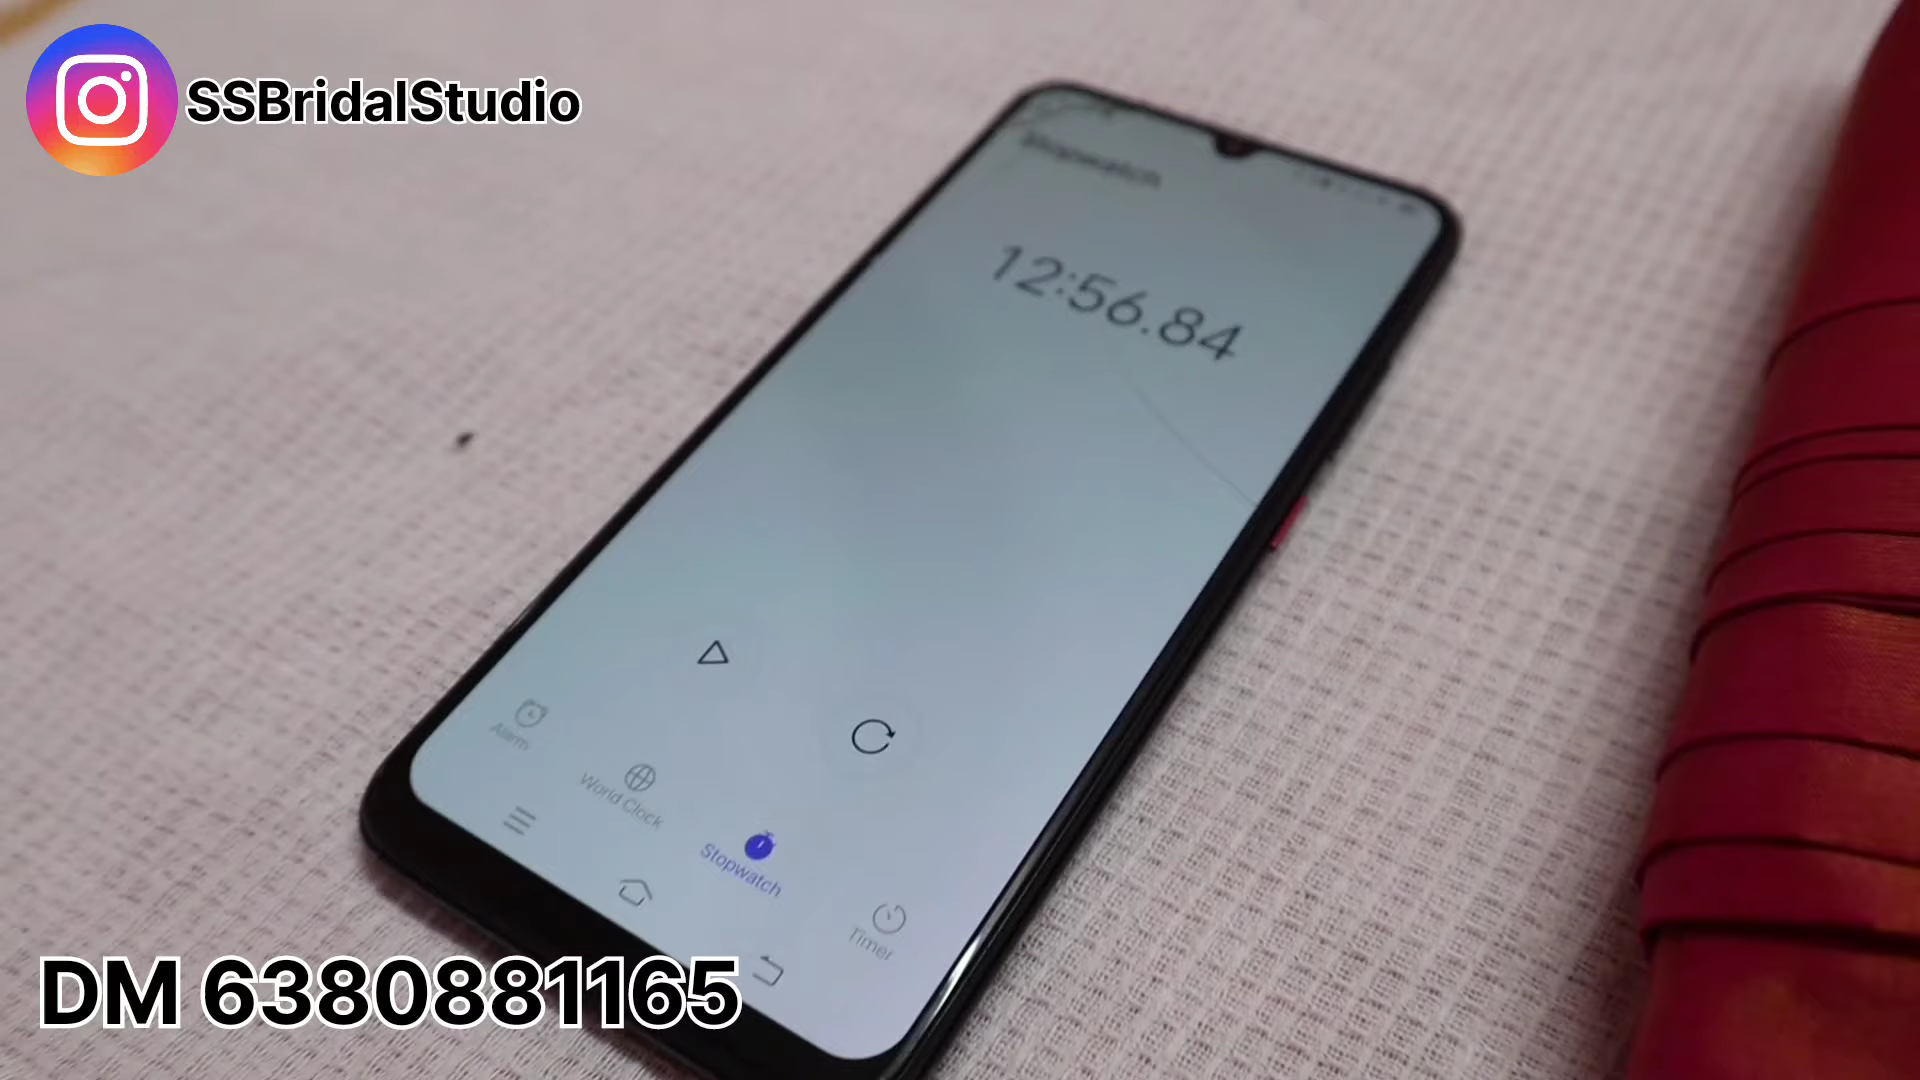 SSBridalStudio
Stopwatch
12:56.84
Alarm
World Clock
Stopwatch
Timer
DM 6380881165